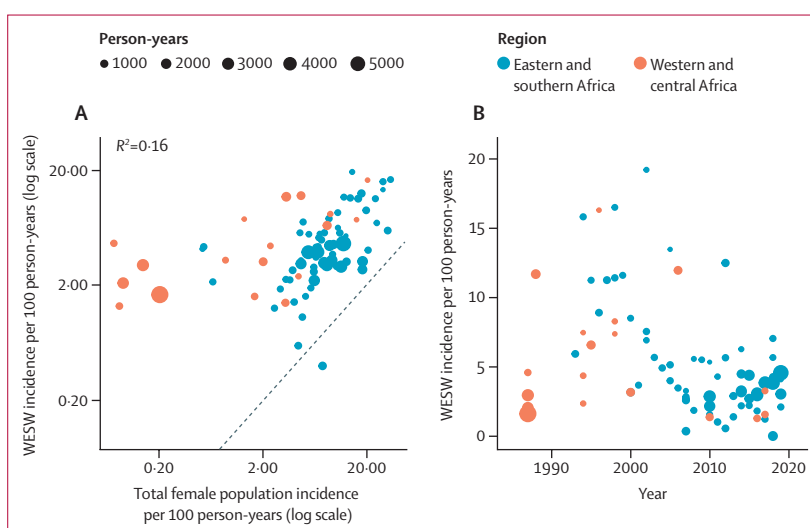 Person-years
1000 2000 3000 4000 5000
Region
Eastern and
southern Africa
Western and
central Africa
A
R²=0·16
WESW incidence per 100 person-years (log scale)
20·00
2·00
0·20
0·20 2·00 20·00
Total female population incidence
per 100 person-years (log scale)
B
WESW incidence per 100 person-years
20
15
10
5
0
1990 2000 2010 2020
Year